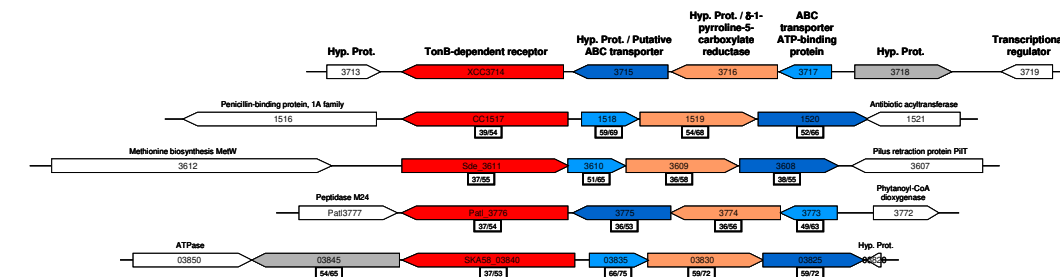 Hyp. Prot.
TonB-dependent receptor
Hyp. Prot. / Putative
ABC transporter
Hyp. Prot. / δ-1-
pyrroline-5-
carboxylate
reductase
ABC
transporter
ATP-binding
protein
Hyp. Prot.
Transcriptional
regulator
3713 XCC3714 3715 3716 3717 3718 3719
Penicillin-binding protein, 1A family
Antibiotic acyltransferase
1516 CC1517 1518 1519 1520 1521
39/54 59/69 54/68 52/66
Methionine biosynthesis MetW
Pilus retraction protein PilT
3612 Sde_3611 3610 3609 3608 3607
37/55 51/65 36/58 38/55
Peptidase M24
Phytanoyl-CoA
dioxygenase
Patl3777 Patl_3776 3775 3774 3773 3772
37/54 36/53 36/56 49/63
ATPase
Hyp. Prot.
03850 03845 SKA58_03840 03835 03830 03825 03820
54/65 37/53 66/75 59/72 59/72